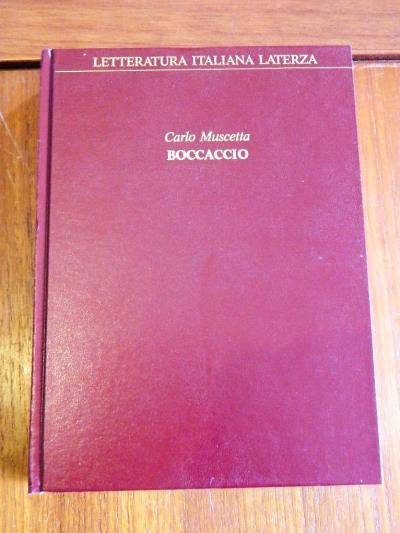 LETTERATURA ITALIANA LATERZA
Carlo Muscetta
BOCCACCIO